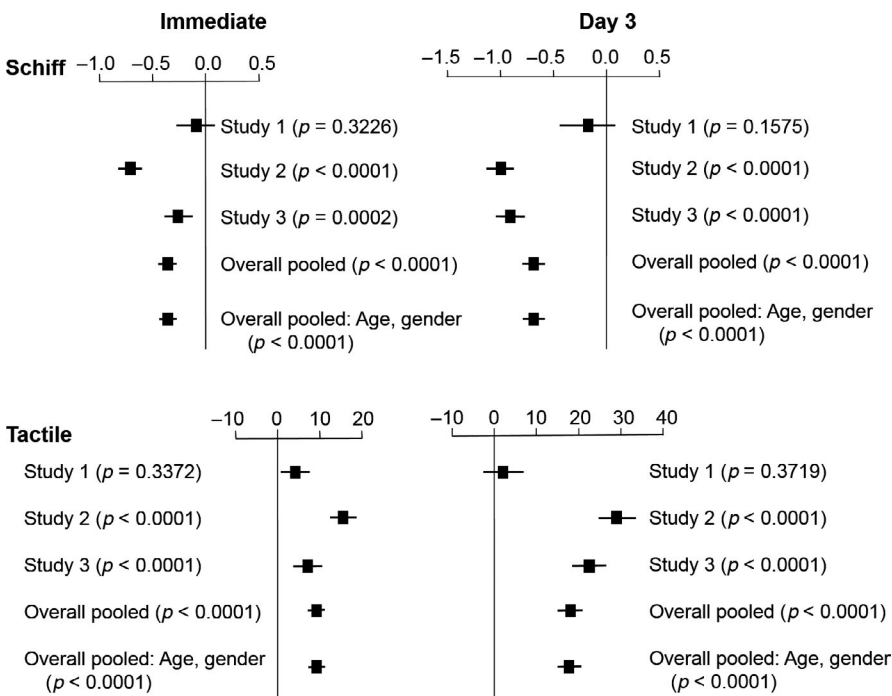 Immediate
Day 3
Schiff
−1.0 −0.5 0.0 0.5
−1.5 −1.0 −0.5 0.0 0.5
Study 1 (p = 0.3226)
Study 1 (p = 0.1575)
Study 2 (p < 0.0001)
Study 2 (p < 0.0001)
Study 3 (p = 0.0002)
Study 3 (p < 0.0001)
Overall pooled (p < 0.0001)
Overall pooled (p < 0.0001)
Overall pooled: Age, gender
(p < 0.0001)
Overall pooled: Age, gender
(p < 0.0001)
Tactile
−10 0 10 20
−10 0 10 20 30 40
Study 1 (p = 0.3372)
Study 1 (p = 0.3719)
Study 2 (p < 0.0001)
Study 2 (p < 0.0001)
Study 3 (p < 0.0001)
Study 3 (p < 0.0001)
Overall pooled (p < 0.0001)
Overall pooled (p < 0.0001)
Overall pooled: Age, gender
(p < 0.0001)
Overall pooled: Age, gender
(p < 0.0001)